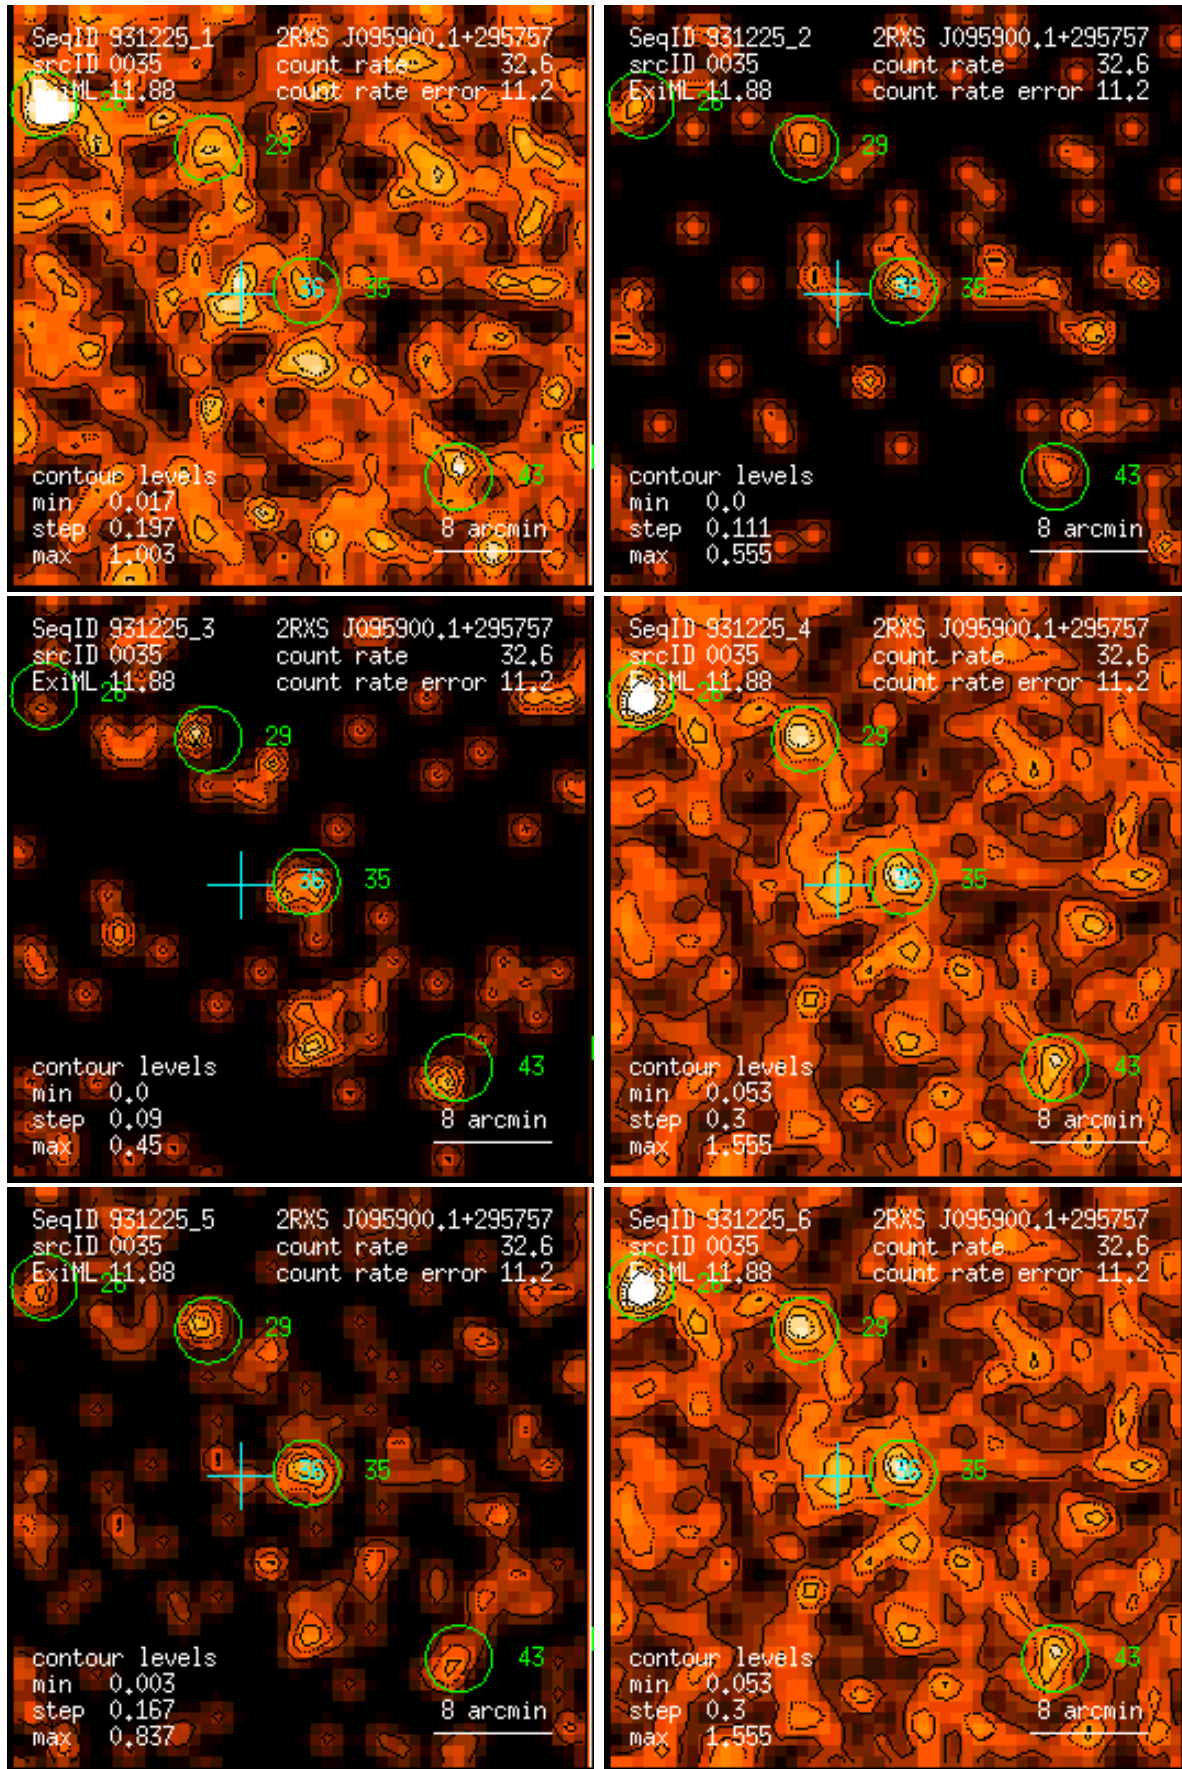 SeqID 931225_1 2RXS J095900.1+295757
srcID 0035 count rate 32.6
ExiML 11.88 count rate error 11.2
26
29
36 35
43
contour levels
min 0.017
step 0.197 8 arcmin
max 1.003
SeqID 931225_2 2RXS J095900.1+295757
srcID 0035 count rate 32.6
ExiML 11.88 count rate error 11.2
26
29
36 35
43
contour levels
min 0.0
step 0.111 8 arcmin
max 0.555
SeqID 931225_3 2RXS J095900.1+295757
srcID 0035 count rate 32.6
ExiML 11.88 count rate error 11.2
26
29
36 35
43
contour levels
min 0.0
step 0.09 8 arcmin
max 0.45
SeqID 931225_4 2RXS J095900.1+295757
srcID 0035 count rate 32.6
ExiML 11.88 count rate error 11.2
26
29
36 35
43
contour levels
min 0.053
step 0.3 8 arcmin
max 1.555
SeqID 931225_5 2RXS J095900.1+295757
srcID 0035 count rate 32.6
ExiML 11.88 count rate error 11.2
26
29
36 35
43
contour levels
min 0.003
step 0.167 8 arcmin
max 0.837
SeqID 931225_6 2RXS J095900.1+295757
srcID 0035 count rate 32.6
ExiML 11.88 count rate error 11.2
26
29
36 35
43
contour levels
min 0.053
step 0.3 8 arcmin
max 1.555